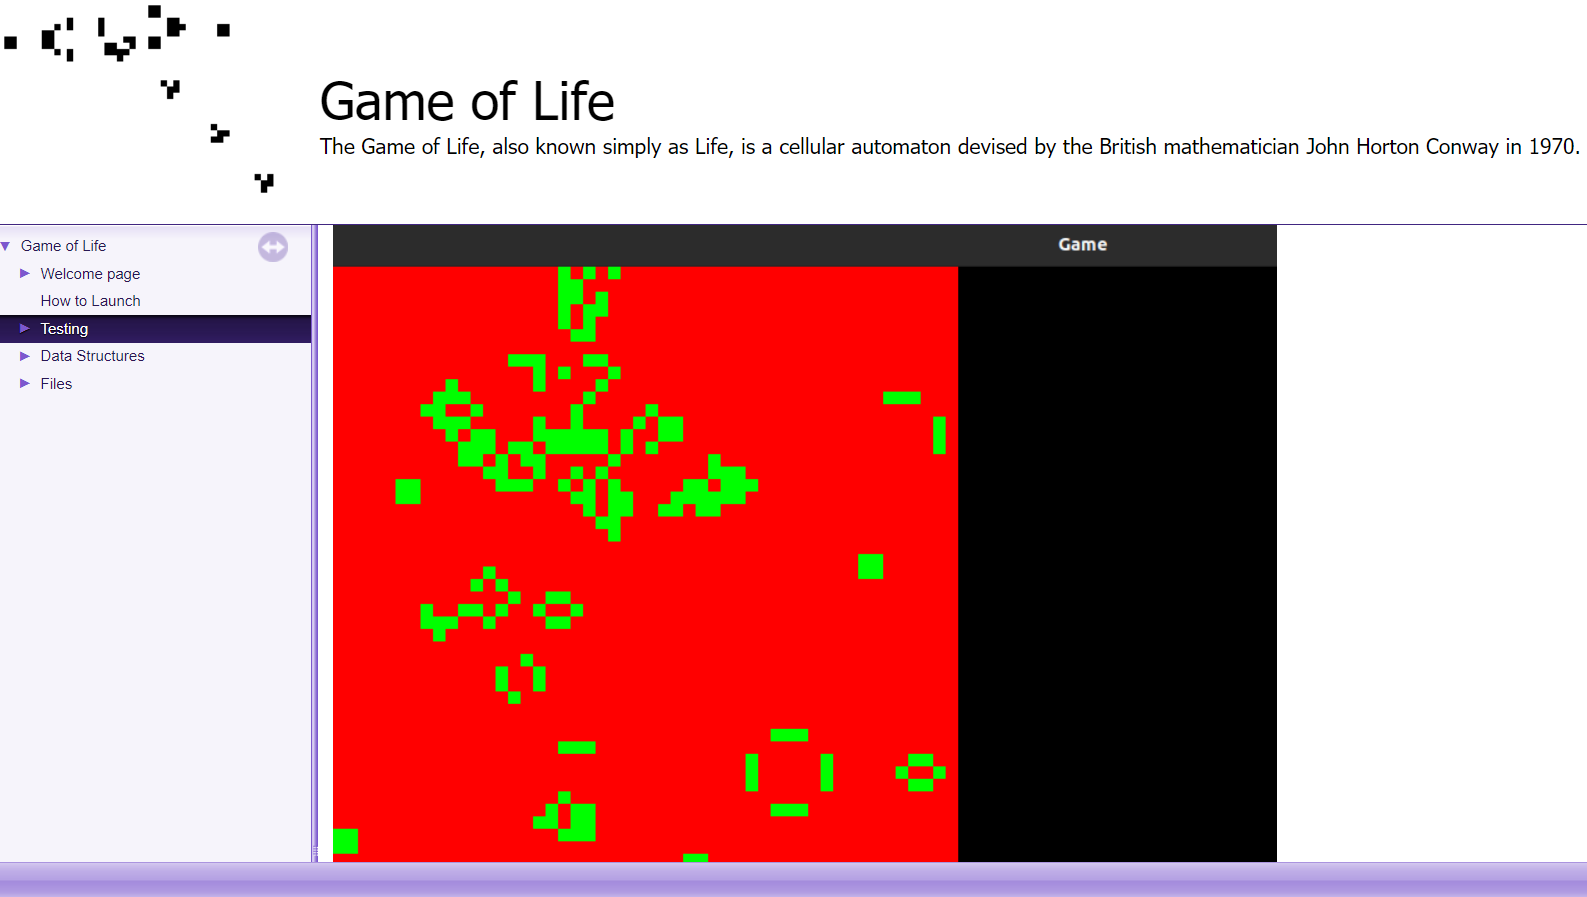 Game of Life
The Game of Life, also known simply as Life, is a cellular automaton devised by the British mathematician John Horton Conway in 1970.
Game of Life
Welcome page
How to Launch
Testing
Data Structures
Files
Game